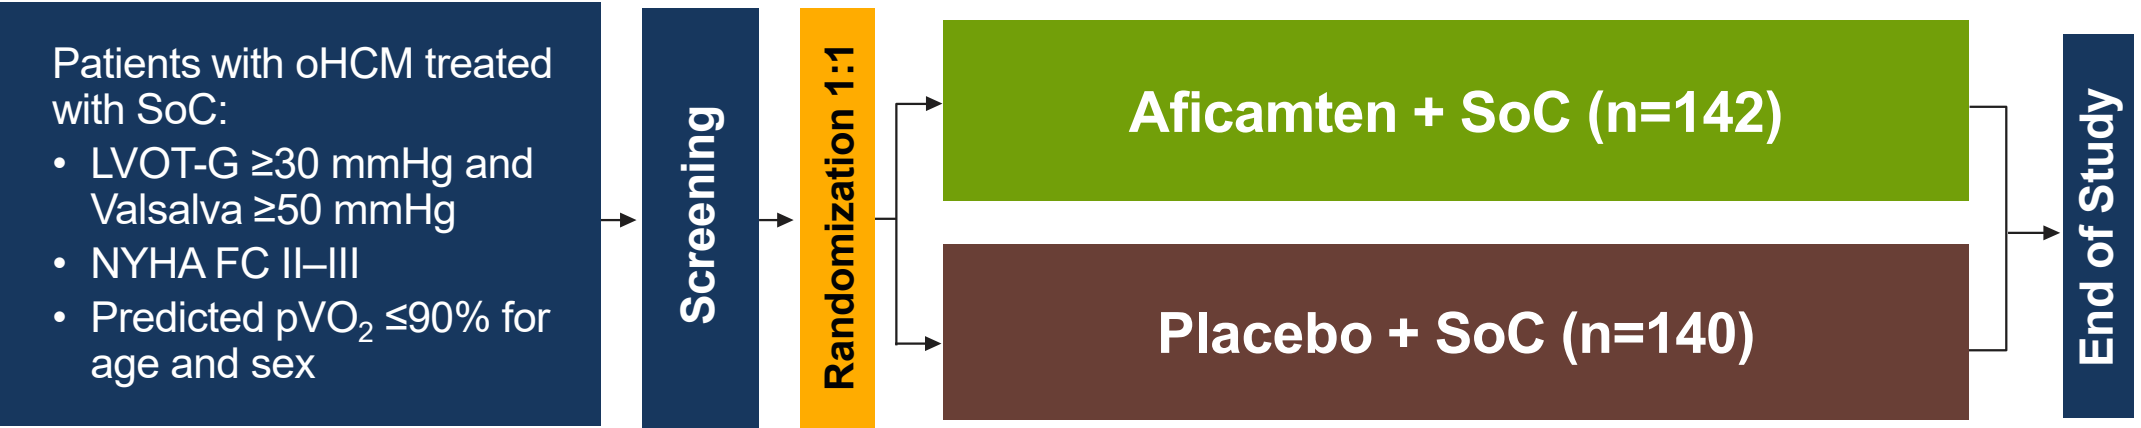 Patients with oHCM treated
with SoC:
• LVOT-G ≥30 mmHg and
Valsalva ≥50 mmHg
• NYHA FC II–III
• Predicted pVO₂ ≤90% for
age and sex
Screening
Randomization 1:1
Aficamten + SoC (n=142)
Placebo + SoC (n=140)
End of Study